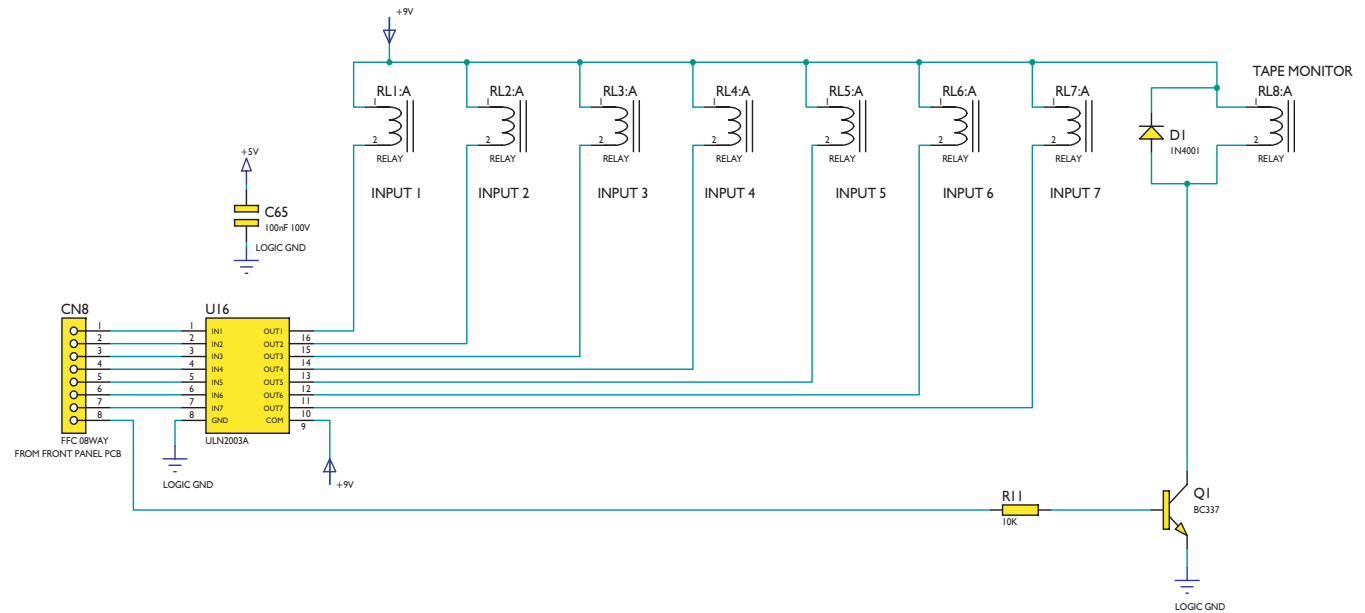 +9V
TAPE MONITOR
RL1:A
RL2:A
RL3:A
RL4:A
RL5:A
RL6:A
RL7:A
RL8:A
1
1
1
1
1
1
1
1
D1
1N4001
2
2
2
2
2
2
2
2
RELAY
RELAY
RELAY
RELAY
RELAY
RELAY
RELAY
RELAY
INPUT 1
INPUT 2
INPUT 3
INPUT 4
INPUT 5
INPUT 6
INPUT 7
+5V
C65
100nF 100V
LOGIC GND
CN8
U16
1 1 IN1 OUT1 16
2 2 IN2 OUT2 15
3 3 IN3 OUT3 14
4 4 IN4 OUT4 13
5 5 IN5 OUT5 12
6 6 IN6 OUT6 11
7 7 IN7 OUT7 10
8 8 GND COM 9
FFC 08WAY
FROM FRONT PANEL PCB
ULN2003A
LOGIC GND
+9V
R11
10K
Q1
BC337
LOGIC GND